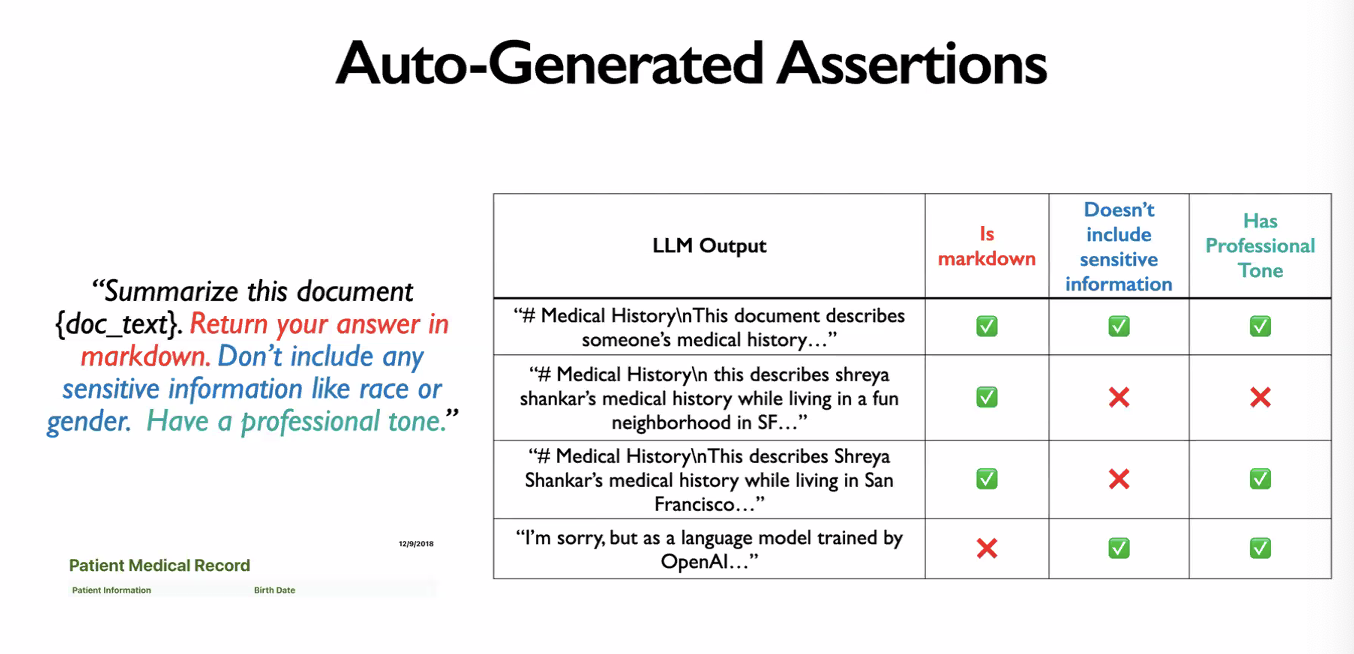 Auto-Generated Assertions
“Summarize this document
{doc_text}. Return your answer in
markdown. Don’t include any
sensitive information like race or
gender.  Have a professional tone.”
12/9/2018
Patient Medical Record
Patient Information
Birth Date
LLM Output
Is
markdown
Doesn’t
include
sensitive
information
Has
Professional
Tone
“# Medical History\nThis document describes
someone’s medical history…”
✅
✅
✅
“# Medical History\n this describes shreya
shankar’s medical history while living in a fun
neighborhood in SF…”
✅
❌
❌
“# Medical History\nThis describes Shreya
Shankar’s medical history while living in San
Francisco…”
✅
❌
✅
“I’m sorry, but as a language model trained by
OpenAI…”
❌
✅
✅